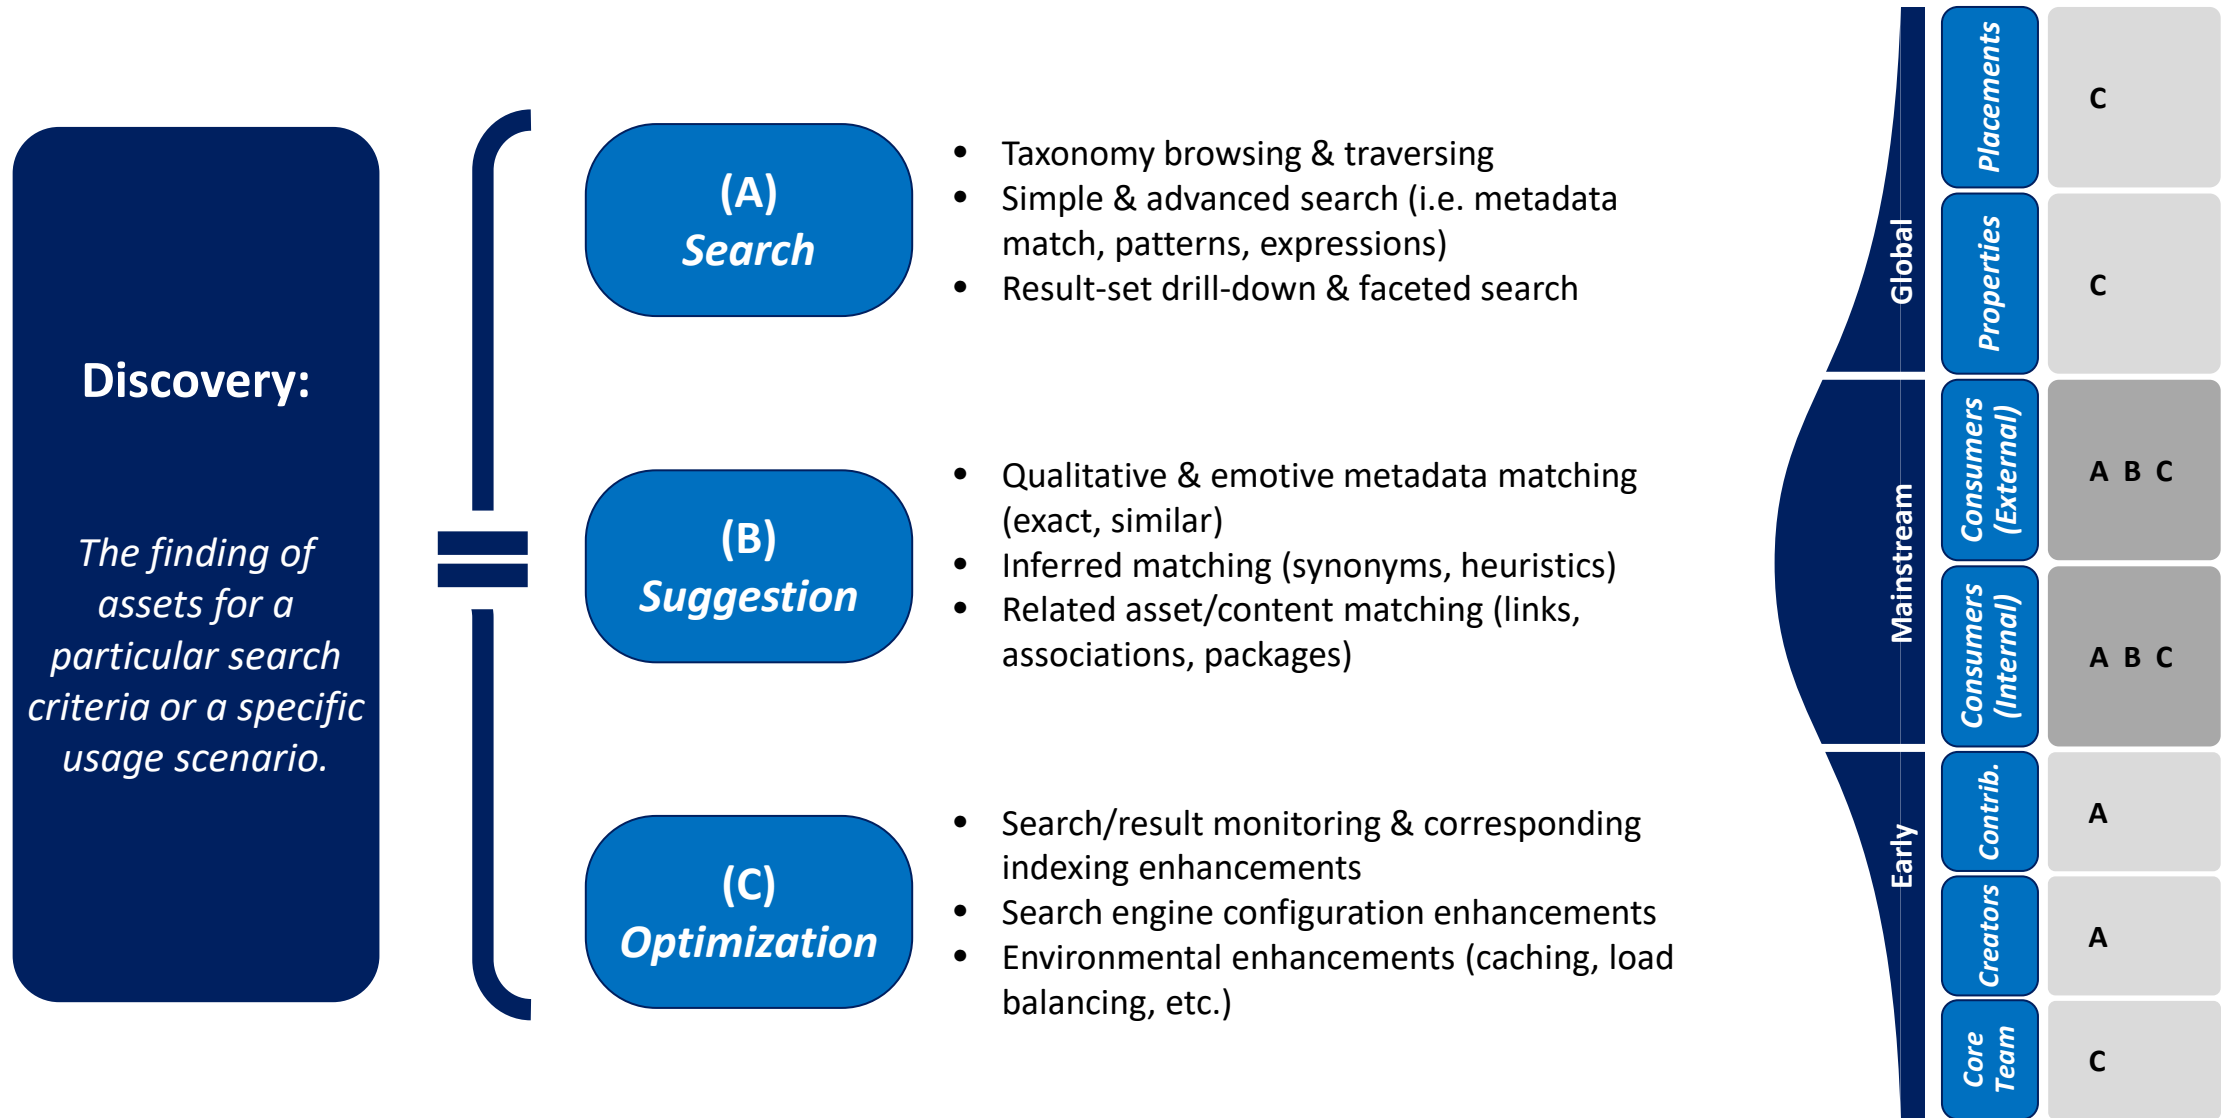 Discovery:
The finding of
assets for a
particular search
criteria or a specific
usage scenario.
(A)
Search
• Taxonomy browsing & traversing
• Simple & advanced search (i.e. metadata
match, patterns, expressions)
• Result-set drill-down & faceted search
(B)
Suggestion
• Qualitative & emotive metadata matching
(exact, similar)
• Inferred matching (synonyms, heuristics)
• Related asset/content matching (links,
associations, packages)
(C)
Optimization
• Search/result monitoring & corresponding
indexing enhancements
• Search engine configuration enhancements
• Environmental enhancements (caching, load
balancing, etc.)
Global
Placements
C
Properties
C
Mainstream
Consumers
(External)
A B C
Consumers
(Internal)
A B C
Early
Contrib.
A
Creators
A
Core
Team
C